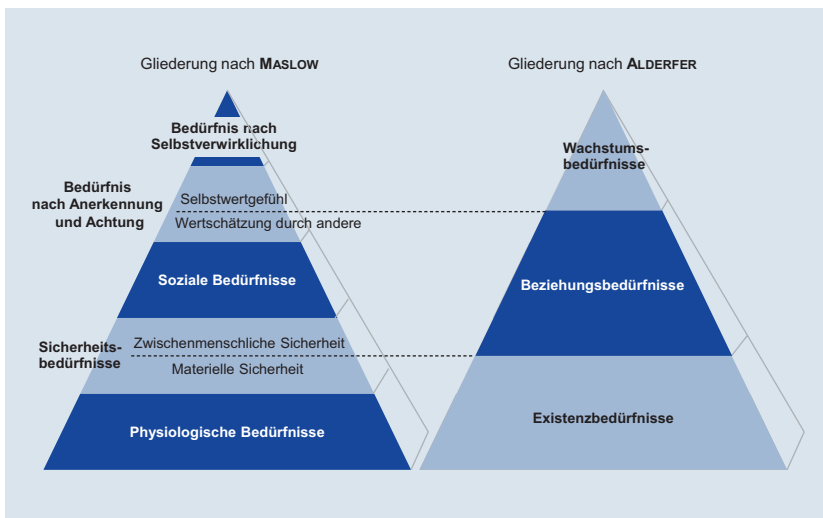 Gliederung nach MASLOW
Bedürfnis nach
Selbstverwirklichung
Bedürfnis
nach Anerkennung
und Achtung
Selbstwertgefühl
Wertschätzung durch andere
Soziale Bedürfnisse
Sicherheits-
bedürfnisse
Zwischenmenschliche Sicherheit
Materielle Sicherheit
Physiologische Bedürfnisse
Gliederung nach ALDERFER
Wachstums-
bedürfnisse
Beziehungsbedürfnisse
Existenzbedürfnisse